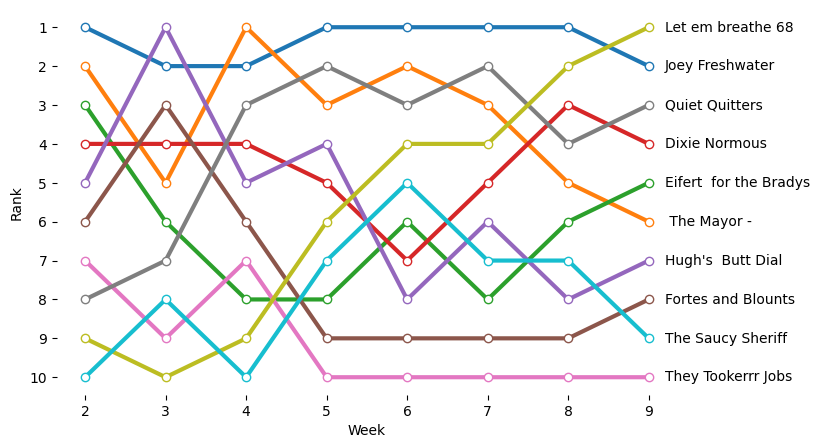 1
Let em breathe 68
2
Joey Freshwater
3
Quiet Quitters
4
Dixie Normous
5
Eifert  for the Bradys
6
The Mayor -
7
Hugh's  Butt Dial
8
Fortes and Blounts
9
The Saucy Sheriff
10
They Tookerrr Jobs
Rank
2 3 4 5 6 7 8 9
Week